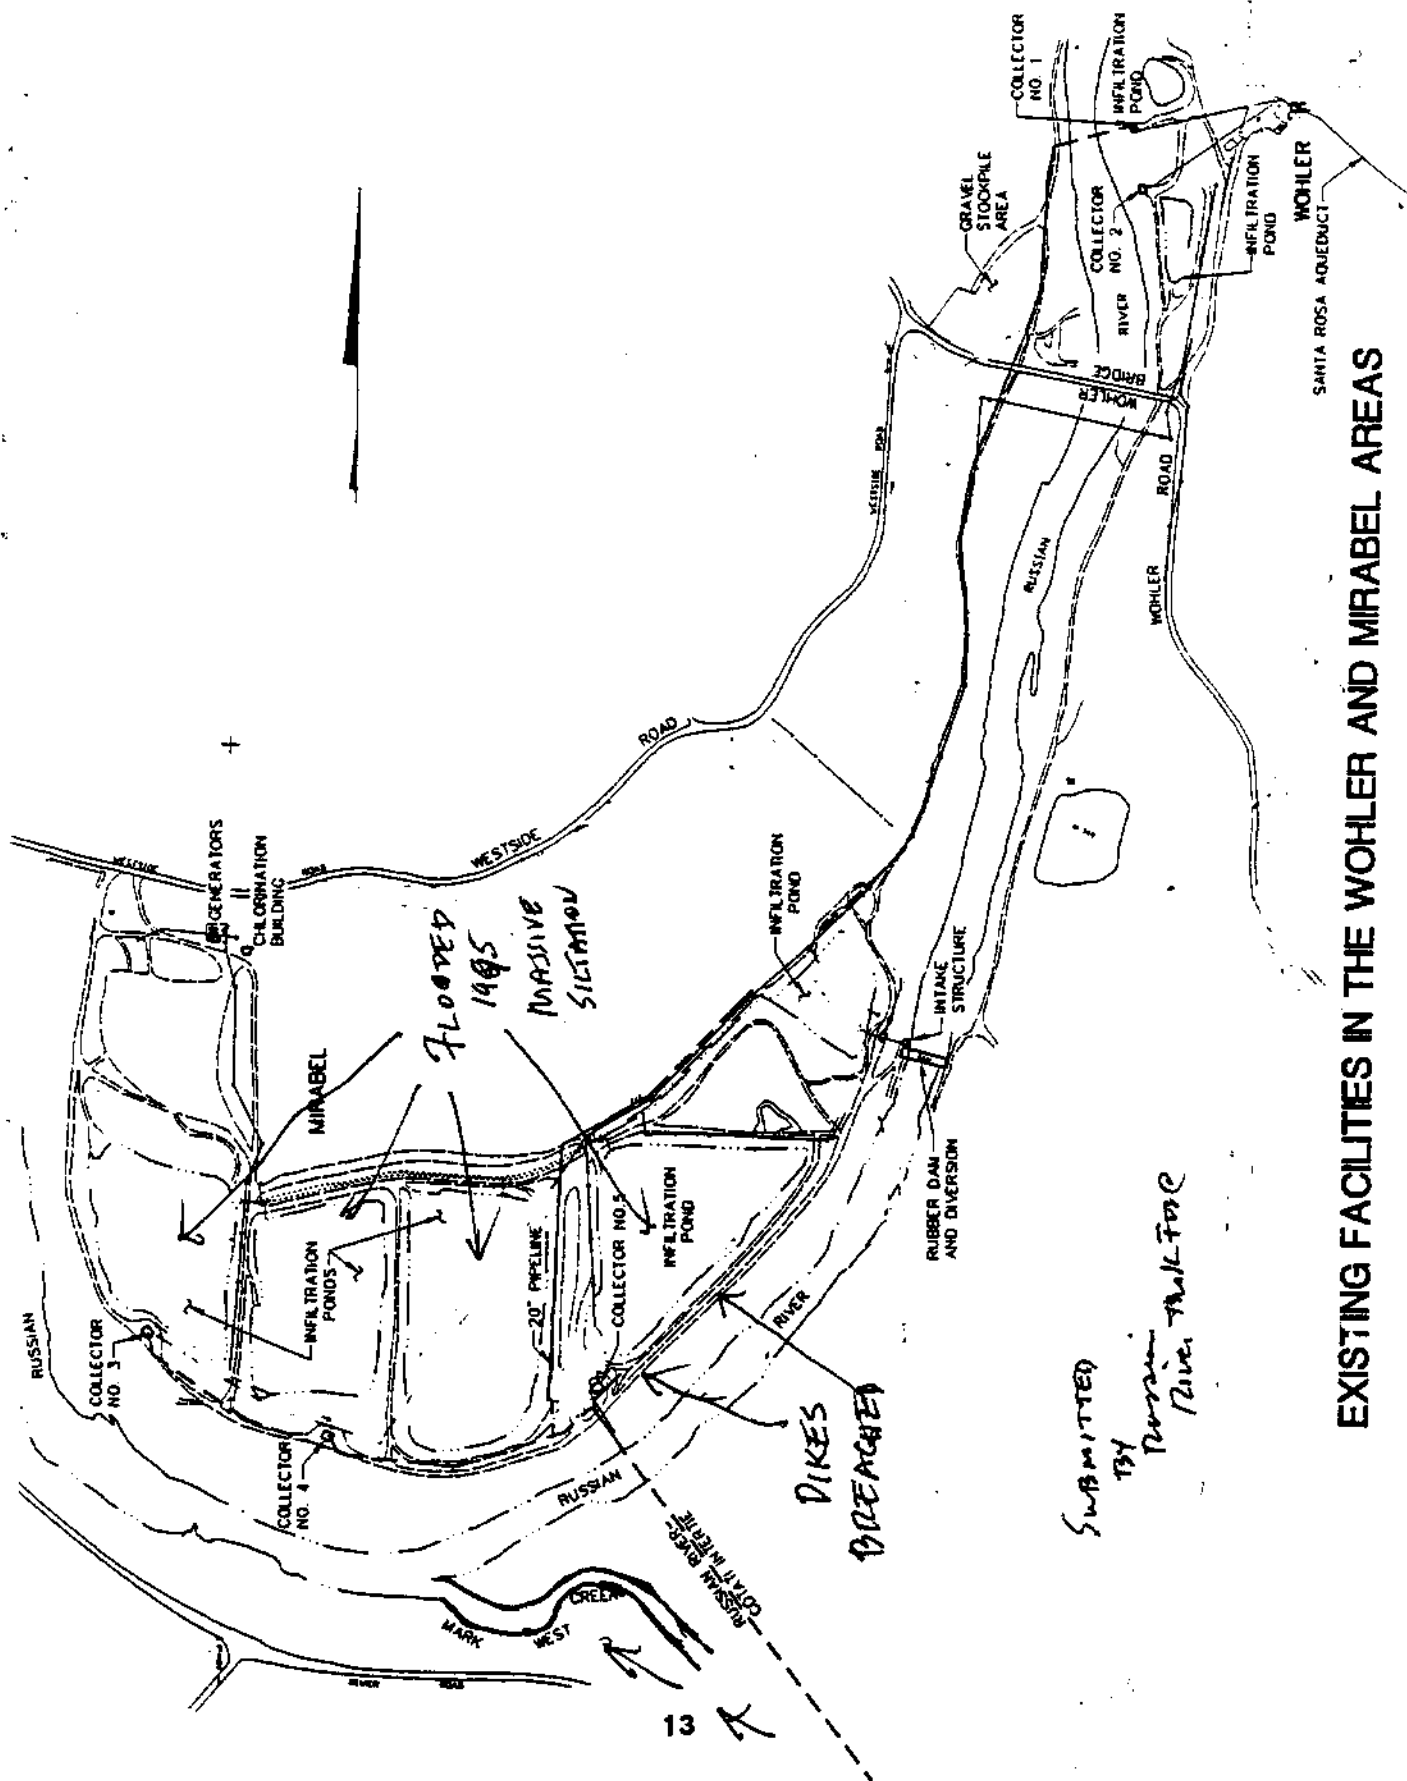 COLLECTOR
NO. 1
INFILTRATION
POND
GRAVEL
STOCKPILE
AREA
COLLECTOR
NO. 2
RIVER
INFILTRATION
POND
WOHLER
SANTA ROSA AQUEDUCT
WOHLER
BRIDGE
WESTSIDE ROAD
RUSSIAN
ROAD
WOHLER
ROAD
WESTSIDE
WESTSIDE
ROAD
GENERATORS
CHLORINATION
BUILDING
FLOODED
1995
MASSIVE
SILTATION
INFILTRATION
POND
INTAKE
STRUCTURE
MIRABEL
RUBBER DAM
AND DIVERSION
INFILTRATION
PONDS
20" PIPELINE
COLLECTOR NO. 5
INFILTRATION
POND
RIVER
RUSSIAN
COLLECTOR
NO. 3
COLLECTOR
NO. 4
RUSSIAN
DIKES
BREACHED
RUSSIAN RIVER-
COTATI INTERTIE
MARK
WEST
CREEK
RIVER
ROAD
SUBMITTED
BY
Russian
River Task Force
EXISTING FACILITIES IN THE WOHLER AND MIRABEL AREAS
13